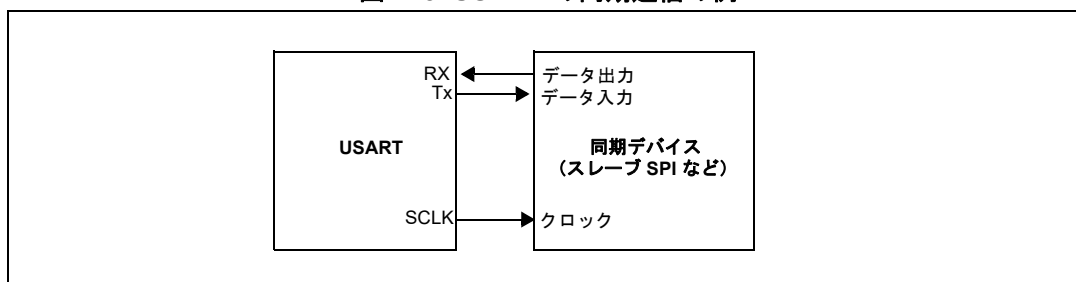 RX
データ出力
Tx
データ入力
USART
同期デバイス
（スレーブ SPI など）
SCLK
クロック